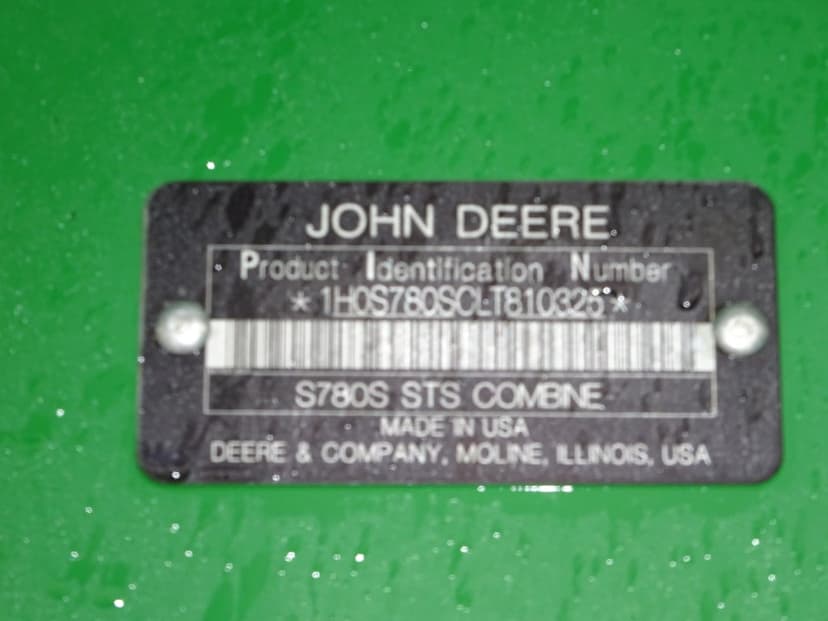 JOHN DEERE
Product Identification Number
*1H0S780SCLT810325*
S780S STS COMBINE
MADE IN USA
DEERE & COMPANY, MOLINE, ILLINOIS, USA